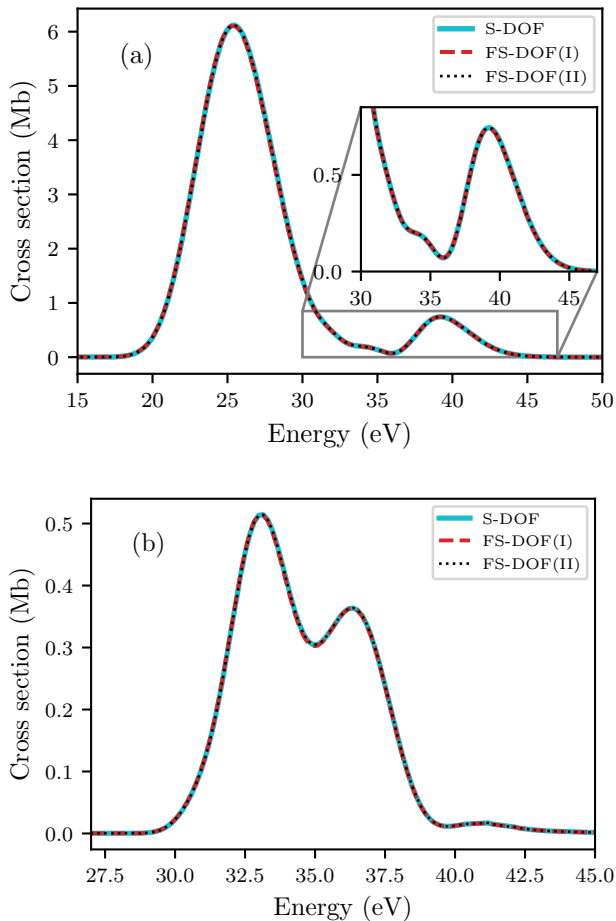 (a)
S-DOF
FS-DOF(I)
FS-DOF(II)
Cross section (Mb)
6
5
4
3
2
1
0
0.5
0.0
30 35 40 45
15 20 25 30 35 40 45 50
Energy (eV)
(b)
S-DOF
FS-DOF(I)
FS-DOF(II)
Cross section (Mb)
0.5
0.4
0.3
0.2
0.1
0.0
27.5 30.0 32.5 35.0 37.5 40.0 42.5 45.0
Energy (eV)